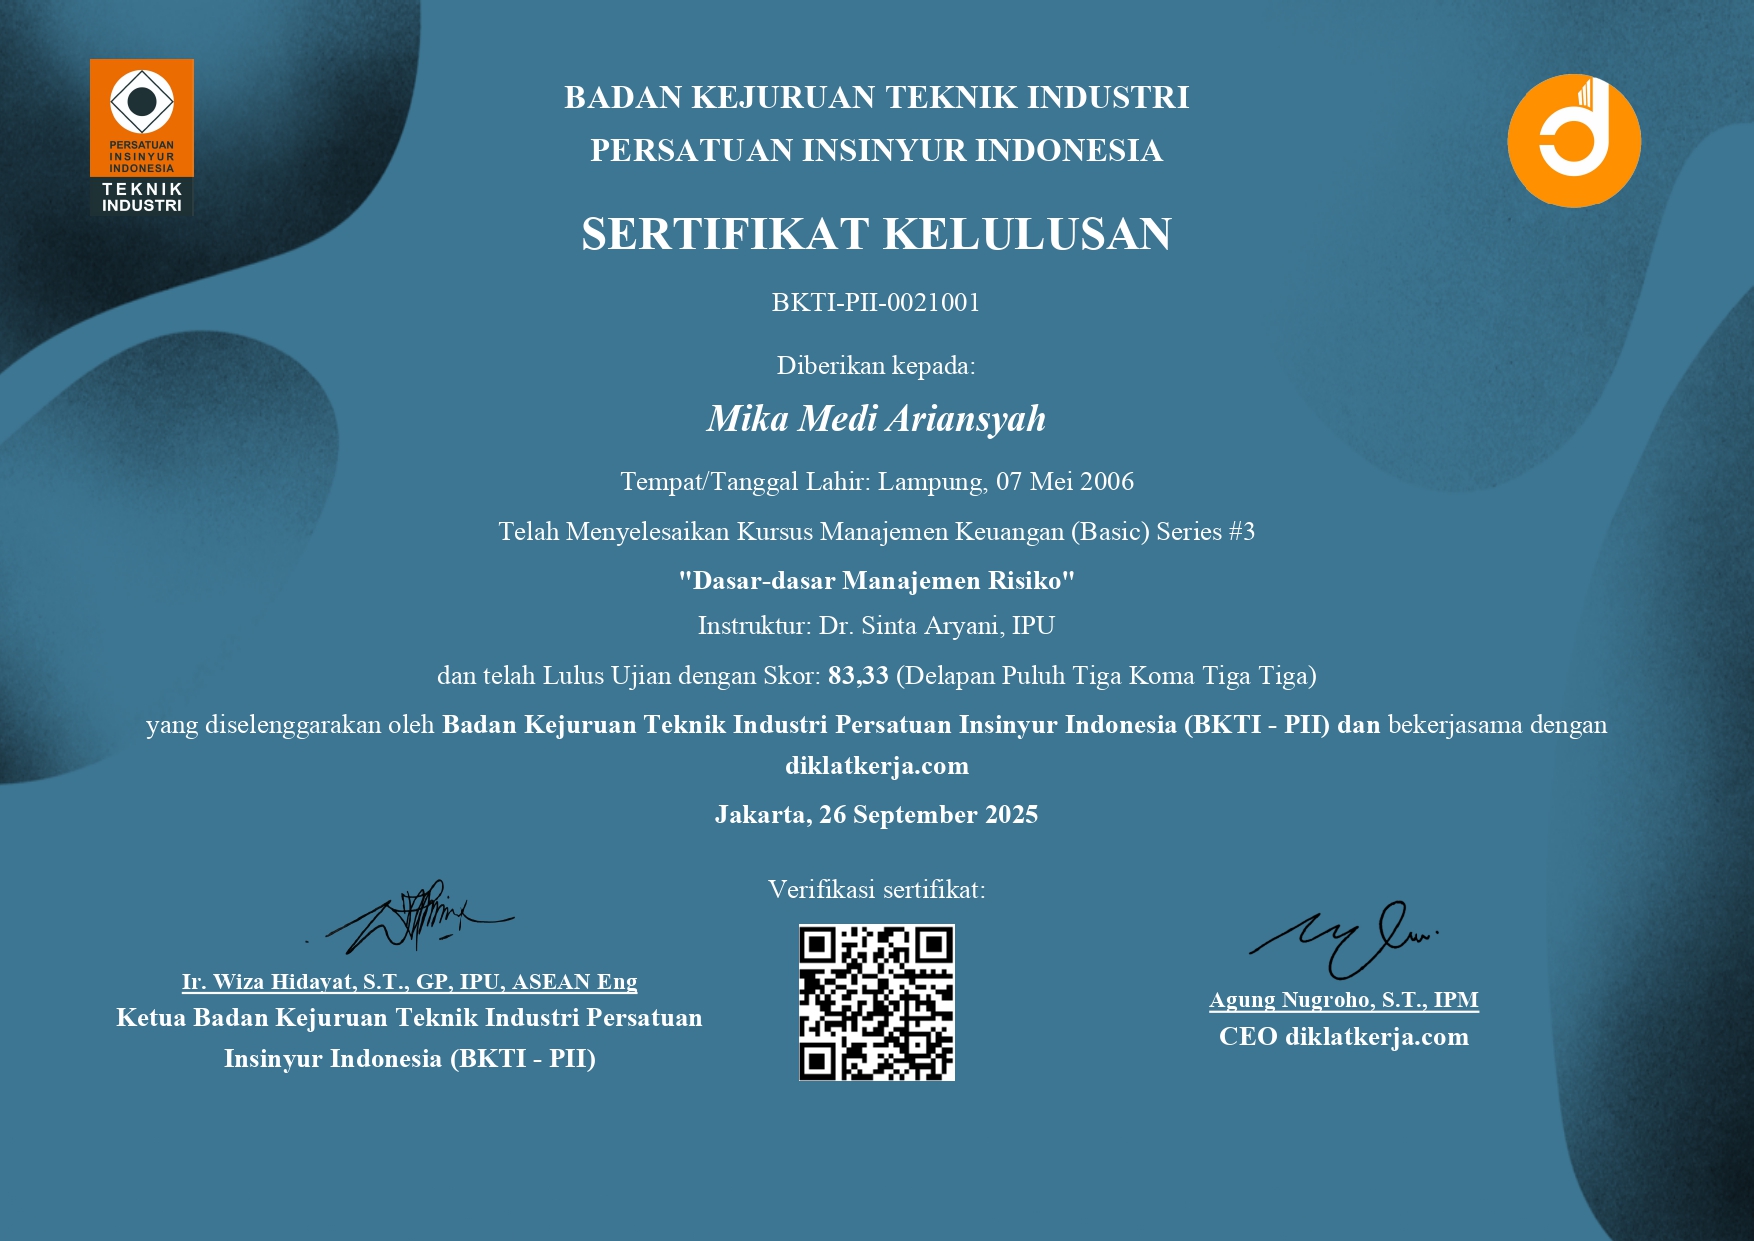 PERSATUAN
INSINYUR
INDONESIA
TEKNIK
INDUSTRI
BADAN KEJURUAN TEKNIK INDUSTRI
PERSATUAN INSINYUR INDONESIA
SERTIFIKAT KELULUSAN
BKTI-PII-0021001
Diberikan kepada:
Mika Medi Ariansyah
Tempat/Tanggal Lahir: Lampung, 07 Mei 2006
Telah Menyelesaikan Kursus Manajemen Keuangan (Basic) Series #3
"Dasar-dasar Manajemen Risiko"
Instruktur: Dr. Sinta Aryani, IPU
dan telah Lulus Ujian dengan Skor: 83,33 (Delapan Puluh Tiga Koma Tiga Tiga)
yang diselenggarakan oleh Badan Kejuruan Teknik Industri Persatuan Insinyur Indonesia (BKTI - PII) dan bekerjasama dengan
diklatkerja.com
Jakarta, 26 September 2025
Verifikasi sertifikat:
Ir. Wiza Hidayat, S.T., GP, IPU, ASEAN Eng
Ketua Badan Kejuruan Teknik Industri Persatuan
Insinyur Indonesia (BKTI - PII)
Agung Nugroho, S.T., IPM
CEO diklatkerja.com